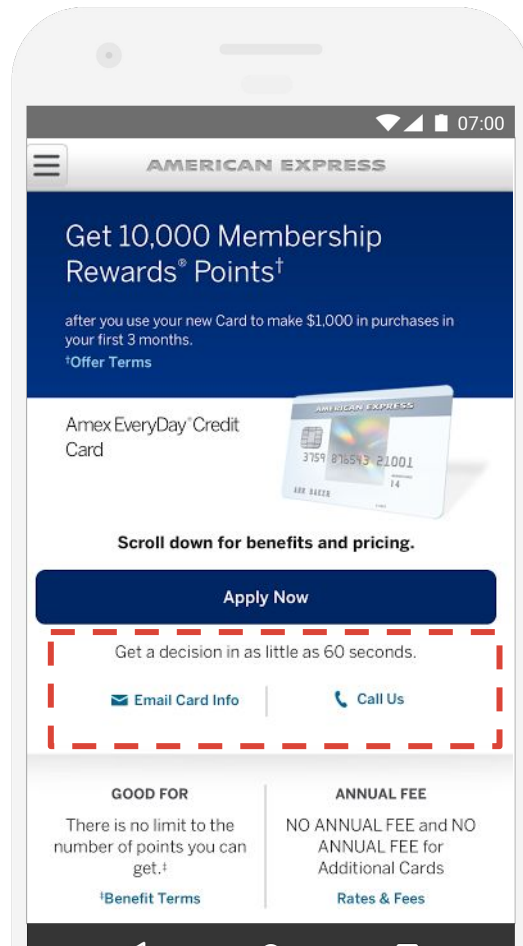 07:00
AMERICAN EXPRESS
Get 10,000 Membership
Rewards® Points†
after you use your new Card to make $1,000 in purchases in
your first 3 months.
†Offer Terms
Amex EveryDay® Credit
Card
AMERICAN EXPRESS
3759 876543 21001
14
ANN BAKER
Scroll down for benefits and pricing.
Apply Now
Get a decision in as little as 60 seconds.
Email Card Info
Call Us
GOOD FOR
There is no limit to the
number of points you can
get.‡
‡Benefit Terms
ANNUAL FEE
NO ANNUAL FEE and NO
ANNUAL FEE for
Additional Cards
Rates & Fees